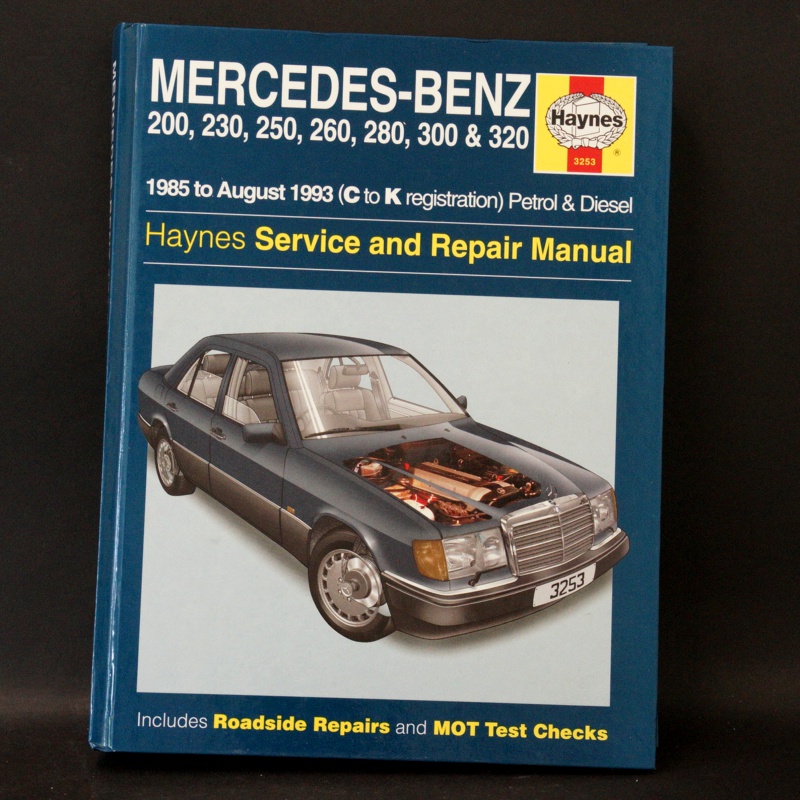 MERCEDES-BENZ
200, 230, 250, 260, 280, 300 & 320
Haynes
3253
®
1985 to August 1993 (C to K registration) Petrol & Diesel
Haynes Service and Repair Manual
3253
Includes Roadside Repairs and MOT Test Checks